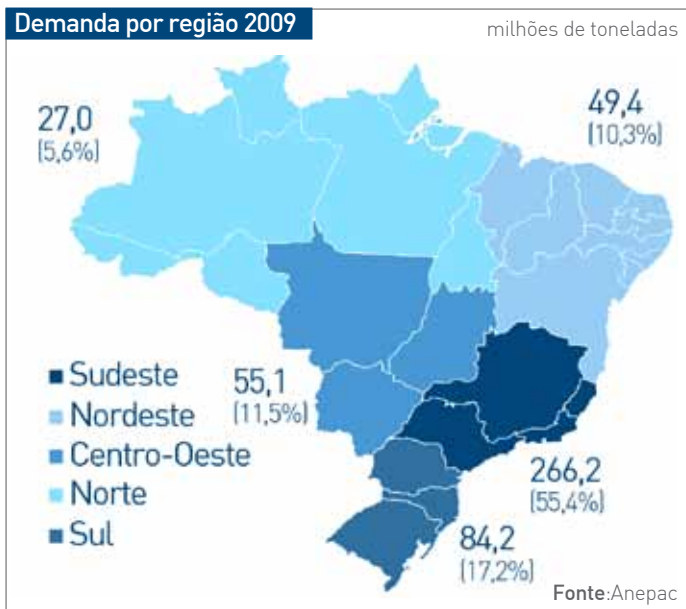 Demanda por região 2009
milhões de toneladas
27,0
(5,6%)
49,4
(10,3%)
Sudeste
Nordeste
Centro-Oeste
Norte
Sul
55,1
(11,5%)
266,2
(55,4%)
84,2
(17,2%)
Fonte:Anepac